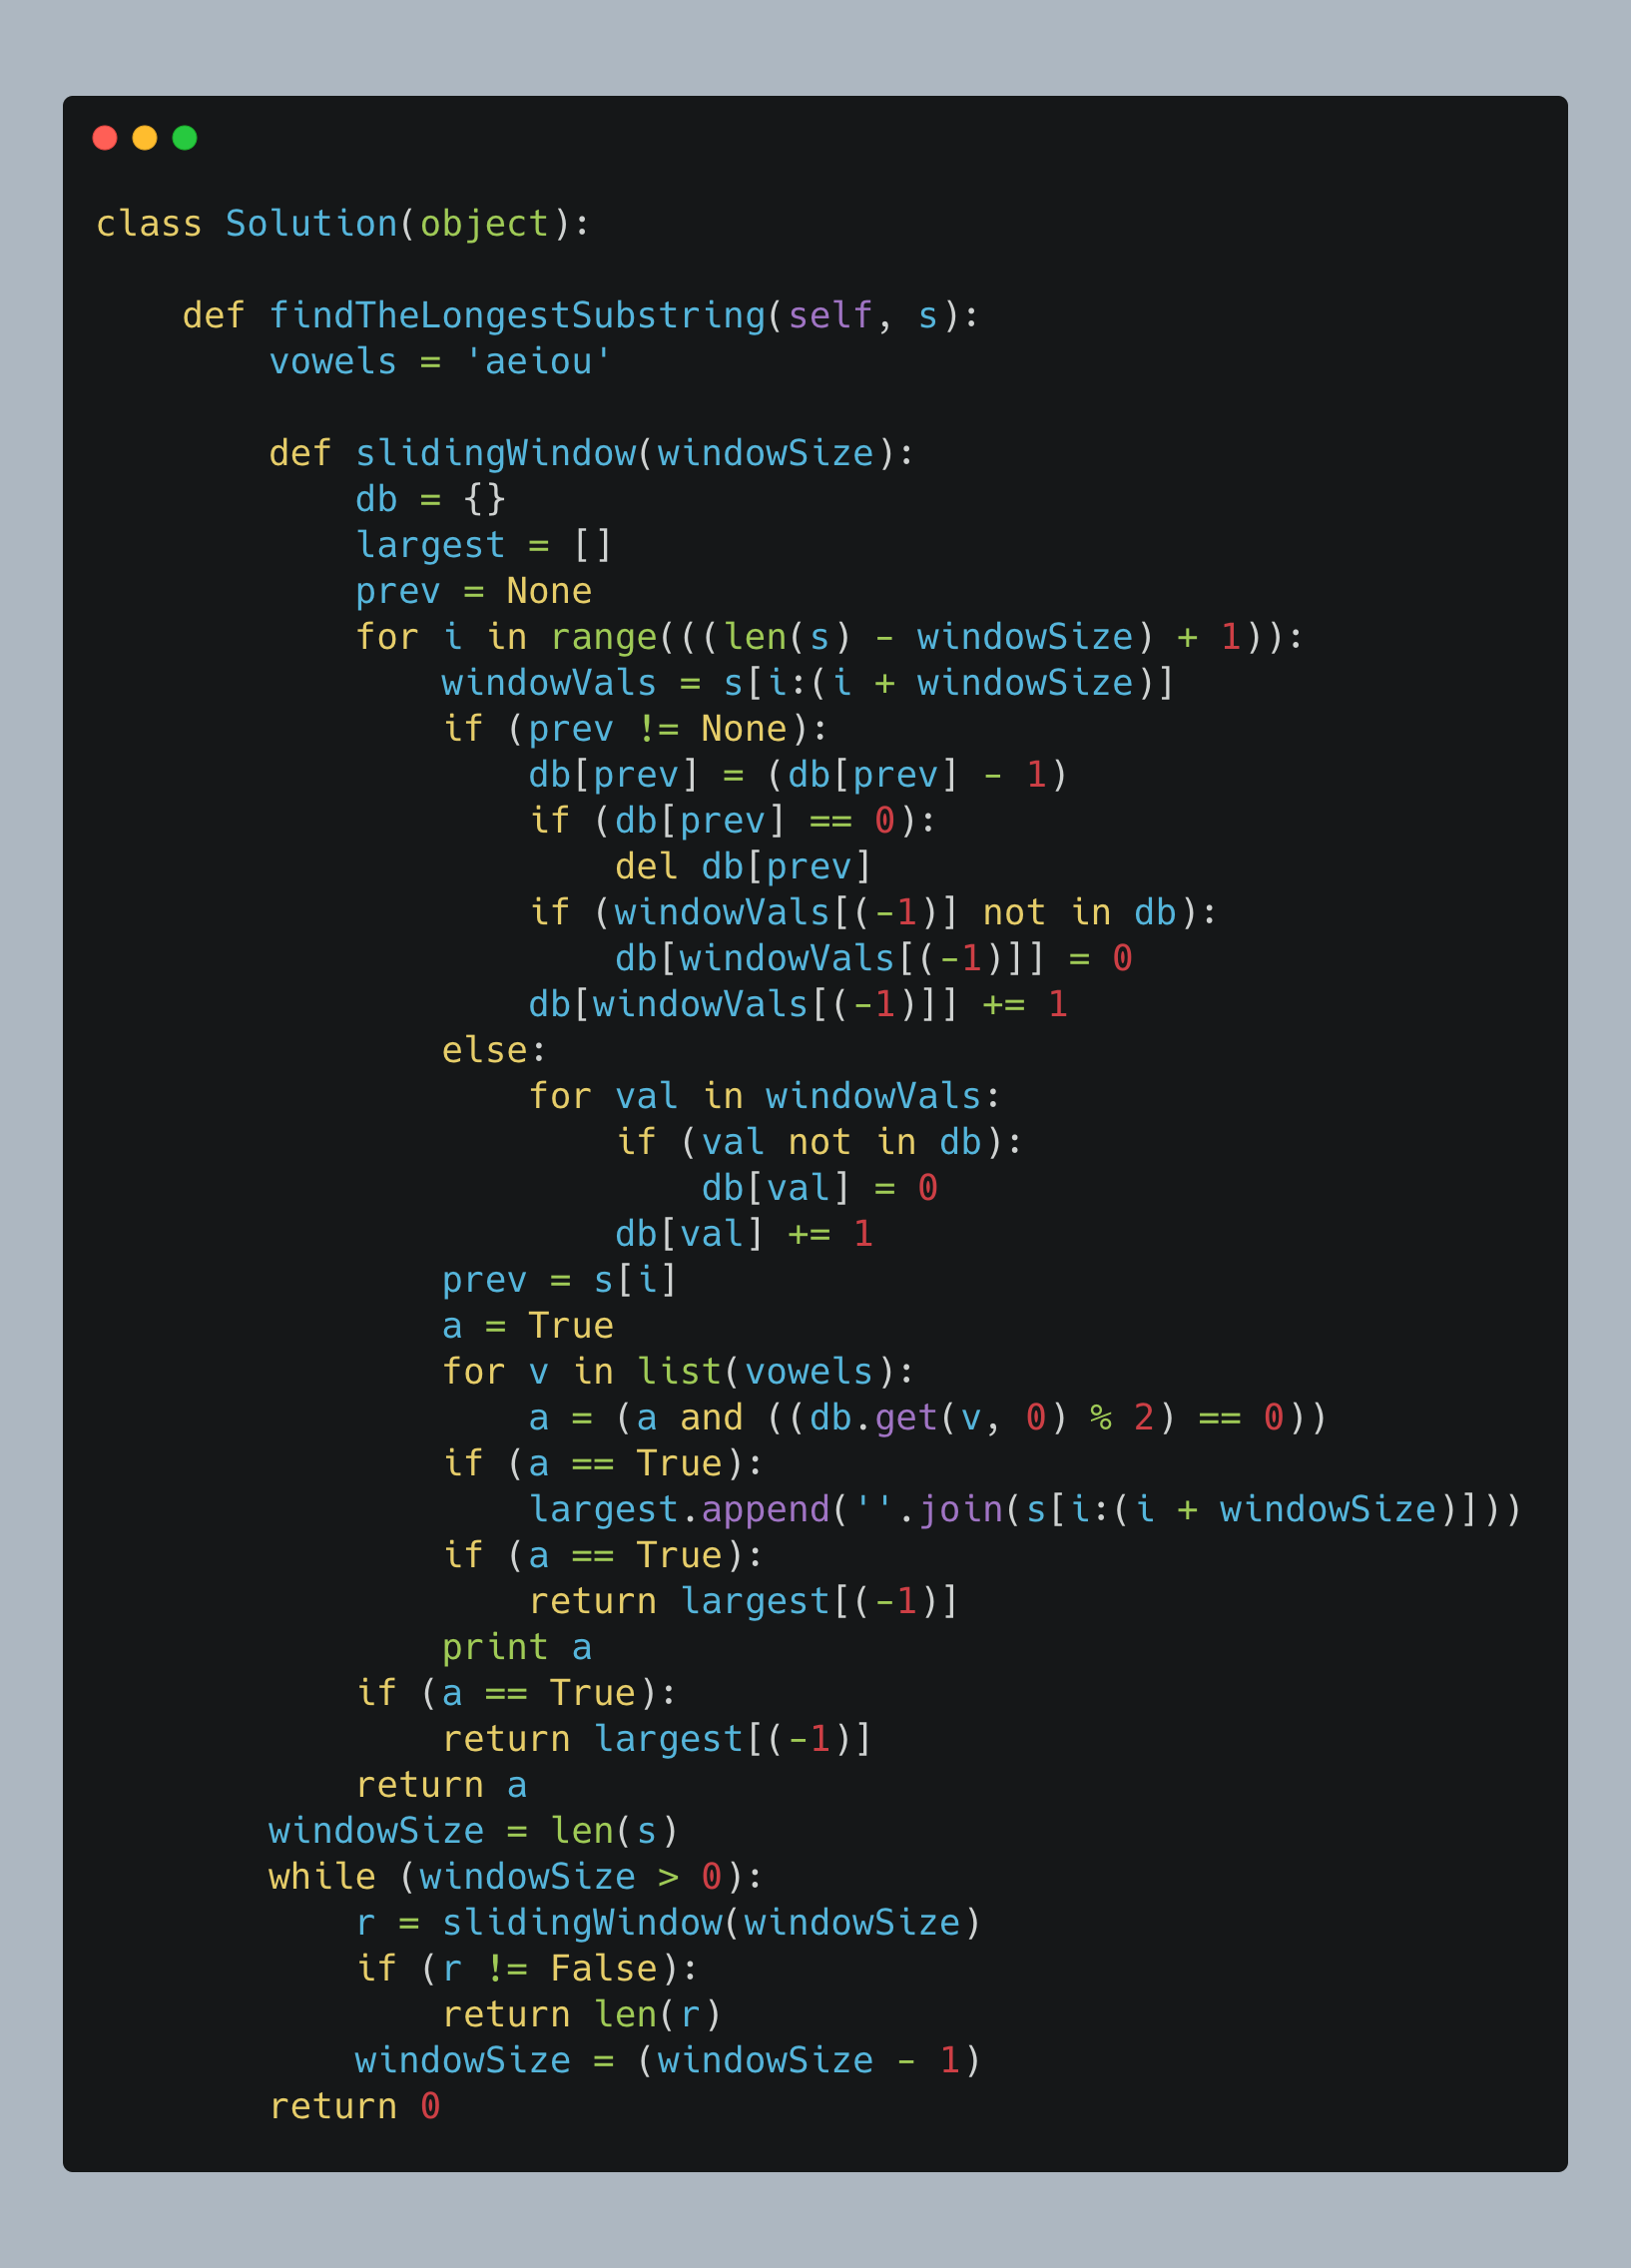 class Solution(object):

    def findTheLongestSubstring(self, s):
        vowels = 'aeiou'

        def slidingWindow(windowSize):
            db = {}
            largest = []
            prev = None
            for i in range(((len(s) - windowSize) + 1)):
                windowVals = s[i:(i + windowSize)]
                if (prev != None):
                    db[prev] = (db[prev] - 1)
                    if (db[prev] == 0):
                        del db[prev]
                    if (windowVals[(-1)] not in db):
                        db[windowVals[(-1)]] = 0
                    db[windowVals[(-1)]] += 1
                else:
                    for val in windowVals:
                        if (val not in db):
                            db[val] = 0
                        db[val] += 1
                prev = s[i]
                a = True
                for v in list(vowels):
                    a = (a and ((db.get(v, 0) % 2) == 0))
                if (a == True):
                    largest.append(''.join(s[i:(i + windowSize)]))
                if (a == True):
                    return largest[(-1)]
                print a
            if (a == True):
                return largest[(-1)]
            return a
        windowSize = len(s)
        while (windowSize > 0):
            r = slidingWindow(windowSize)
            if (r != False):
                return len(r)
            windowSize = (windowSize - 1)
        return 0